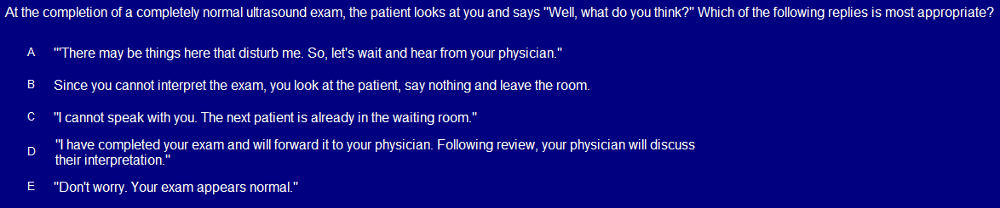 At the completion of a completely normal ultrasound exam, the patient looks at you and says "Well, what do you think?" Which of the following replies is most appropriate?
A "'There may be things here that disturb me. So, let's wait and hear from your physician."
B Since you cannot interpret the exam, you look at the patient, say nothing and leave the room.
C "I cannot speak with you. The next patient is already in the waiting room."
D "I have completed your exam and will forward it to your physician. Following review, your physician will discuss
their interpretation."
E "Don't worry. Your exam appears normal."